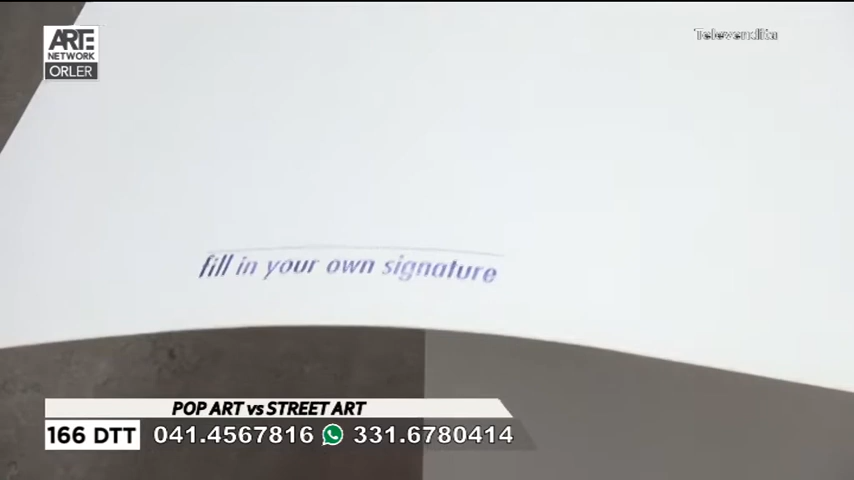 ARTE
NETWORK
ORLER
Televendita
fill in your own signature
POP ART vs STREET ART
166 DTT 041.4567816 331.6780414